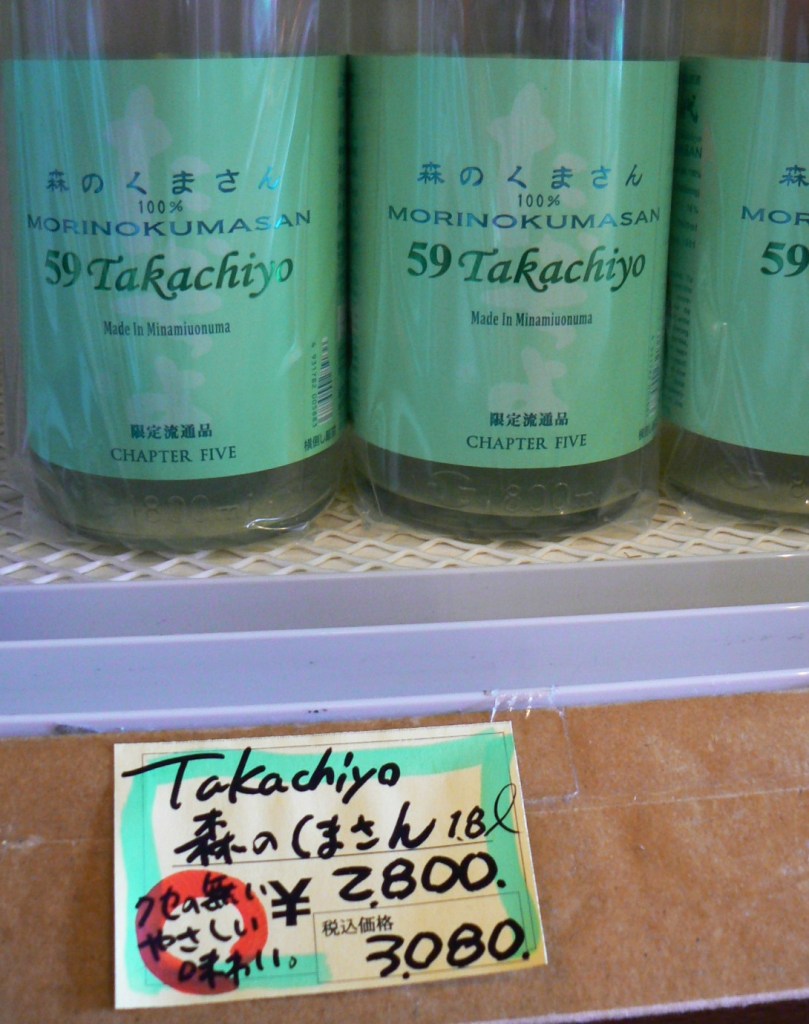 森のくまさん
100%
MORINOKUMASAN
59 Takachiyo
Made In Minamiuonuma
限定流通品
CHAPTER FIVE
森のくまさん
100%
MORINOKUMASAN
59 Takachiyo
Made In Minamiuonuma
限定流通品
CHAPTER FIVE
森
MOR
59
Takachiyo
森のくまさん 1.8ℓ
¥ 2.800.
クセの無い
やさしい
味わい。
税込価格
3.080.